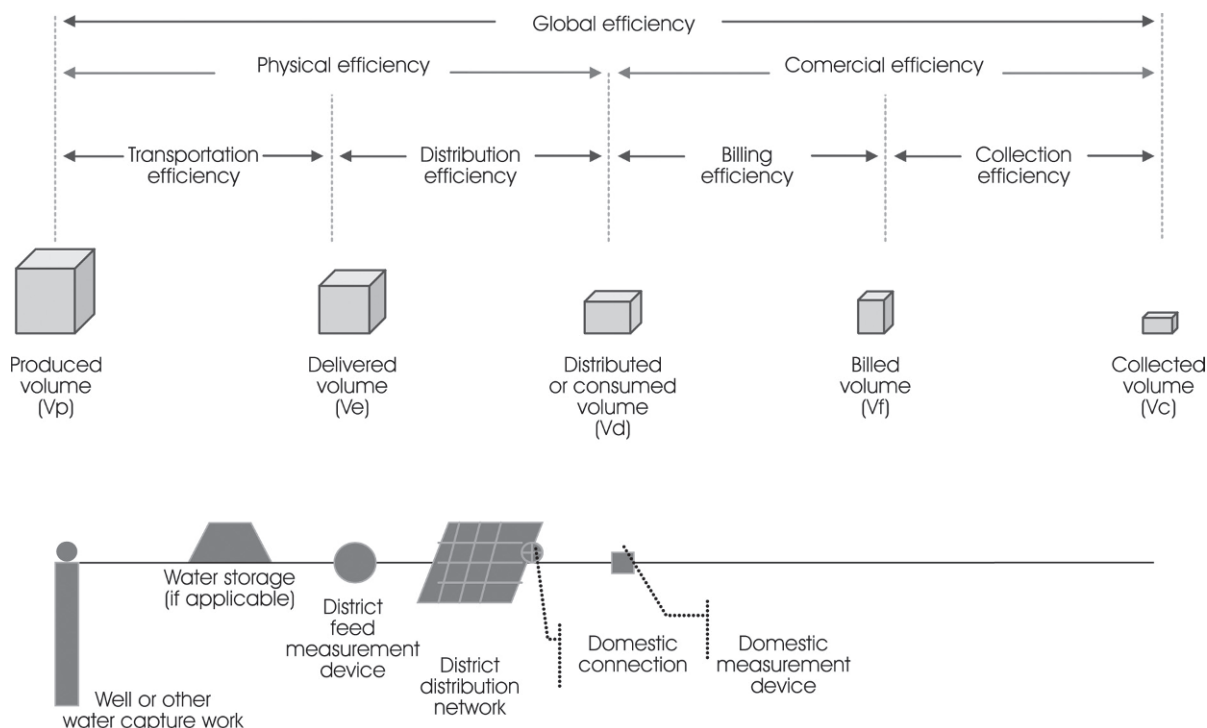 Global efficiency
Physical efficiency
Comercial efficiency
Transportation
efficiency
Distribution
efficiency
Billing
efficiency
Collection
efficiency
Produced
volume
(Vp)
Delivered
volume
(Ve)
Distributed
or consumed
volume
(Vd)
Billed
volume
(Vf)
Collected
volume
(Vc)
Water storage
(if applicable)
District
feed
measurement
device
District
distribution
network
Domestic
connection
Domestic
measurement
device
Well or other
water capture work